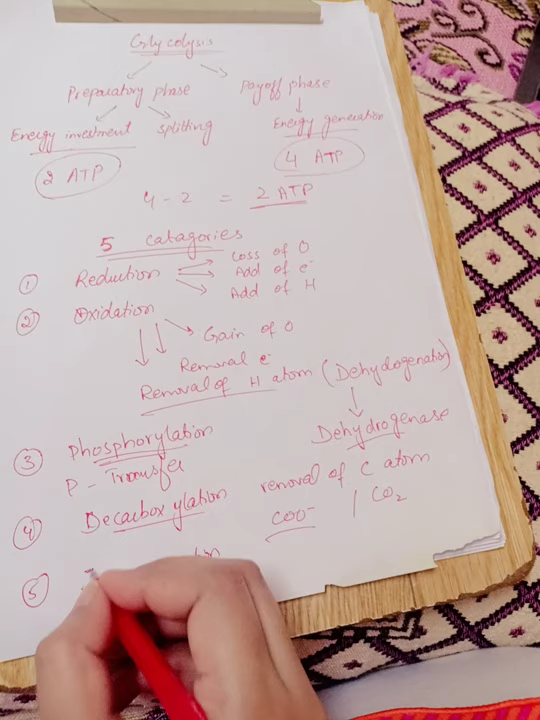 Glycolysis
Preparatory phase
Payoff phase
Energy investment
splitting
Energy generation
2 ATP
4 ATP
4 - 2 = 2 ATP
5 catagories
① Reduction
Loss of O
Add of e-
Add of H
② Oxidation
Gain of O
Removal e-
Removal of H atom (Dehydogenation)
Dehydrogenase
③ Phosphorylation
P - Transfer
④ Decarboxylation
removal of C atom
COO- / CO2
⑤